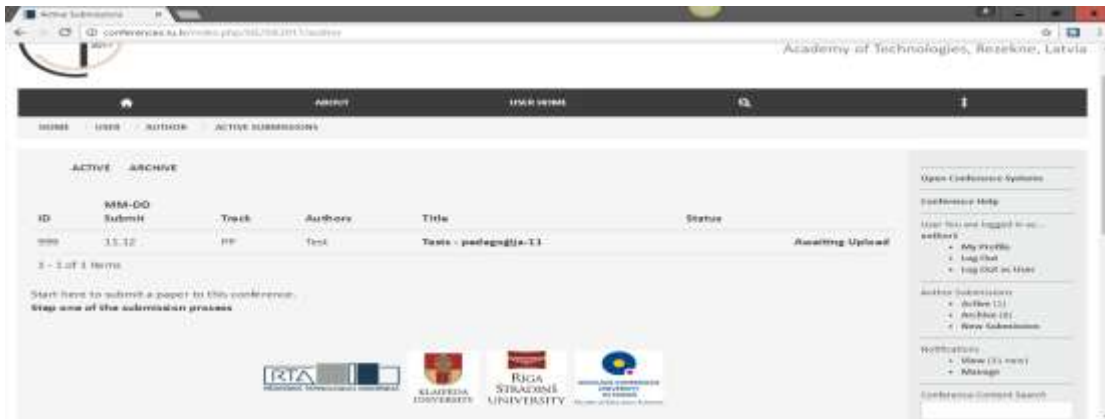 Active Submissions
Academy of Technologies, Rezekne, Latvia
ABOUT
USER HOME
HOME USER AUTHOR ACTIVE SUBMISSIONS
ACTIVE ARCHIVE
MM-DD
ID Submit Track Authors Title Status
999 11.12 PP Test Tests - pedagoģija-11 Awaiting Upload
1 - 1 of 1 Items
Start here to submit a paper to this conference.
Step one of the submission process
RTA
KLAIPEDA UNIVERSITY
RIGA STRADINS UNIVERSITY
Open Conference Systems
Conference Help
User You are logged in as...
My Profile
Log Out
Log Out as User
Author Submissions
Active (1)
Archive (0)
New Submission
Notifications
View
Manage
Conference Content Search